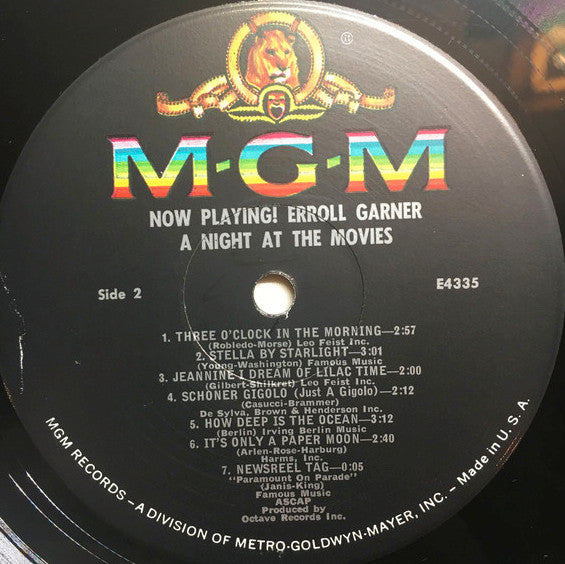 ®
M-G-M
NOW PLAYING! ERROLL GARNER
A NIGHT AT THE MOVIES
Side 2
E4335
1. THREE O'CLOCK IN THE MORNING—2:57
(Robledo-Morse) Leo Feist Inc.
2. STELLA BY STARLIGHT—3:01
(Young-Washington) Famous Music
3. JEANNINE I DREAM OF LILAC TIME—2:00
(Gilbert-Shilkret) Leo Feist Inc.
4. SCHÖNER GIGOLO (Just A Gigolo)—2:12
(Casucci-Brammer)
De Sylva, Brown & Henderson Inc.
5. HOW DEEP IS THE OCEAN—3:12
(Berlin) Irving Berlin Music
6. IT'S ONLY A PAPER MOON—2:40
(Arlen-Rose-Harburg)
Harms, Inc.
7. NEWSREEL TAG—0:05
"Paramount On Parade"
(Janis-King)
Famous Music
ASCAP
Produced by
Octave Records Inc.
MGM RECORDS – A DIVISION OF METRO-GOLDWYN-MAYER, INC. – Made in U. S. A.